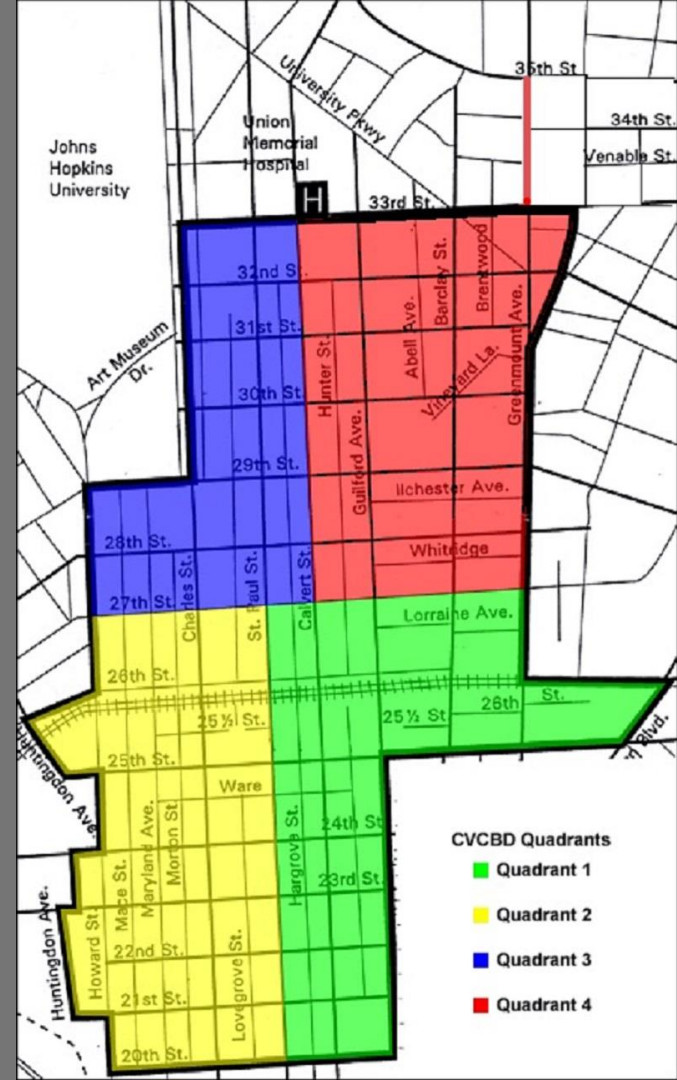 35th St
University Pkwy
34th St.
Union
Memorial
Hospital
Johns
Hopkins
University
Venable St.
H
33rd St.
32nd St.
Barclay St.
Brentwood
31st St.
Art Museum
Dr.
Hunter St.
Abell Ave.
Vineyard La.
Greenmount Ave.
30th St.
Guilford Ave.
29th St.
Ilchester Ave.
28th St.
Whitridge
Charles St.
St. Paul St.
Calvert St.
27th St.
Lorraine Ave.
26th St.
26th St.
25½ St.
25½ St
Huntingdon Ave.
Blvd.
25th St.
Ware
24th St
Hargrove St.
Maryland Ave.
Morton St.
Mace St.
23rd St.
Huntingdon Ave.
Howard St.
22nd St.
Lovegrove St.
21st St.
20th St.
CVCBD Quadrants
Quadrant 1
Quadrant 2
Quadrant 3
Quadrant 4